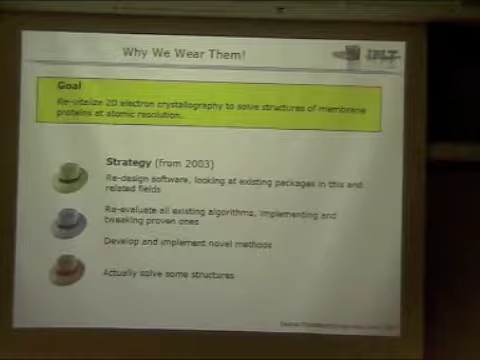 Why We Wear Them!
IPLT
Goal
Re-vitalize 2D electron crystallography to solve structures of membrane
proteins at atomic resolution.
Strategy (from 2003)
Re-design software, looking at existing packages in this and
related fields
Re-evaluate all existing algorithms, implementing and
tweaking proven ones
Develop and implement novel methods
Actually solve some structures